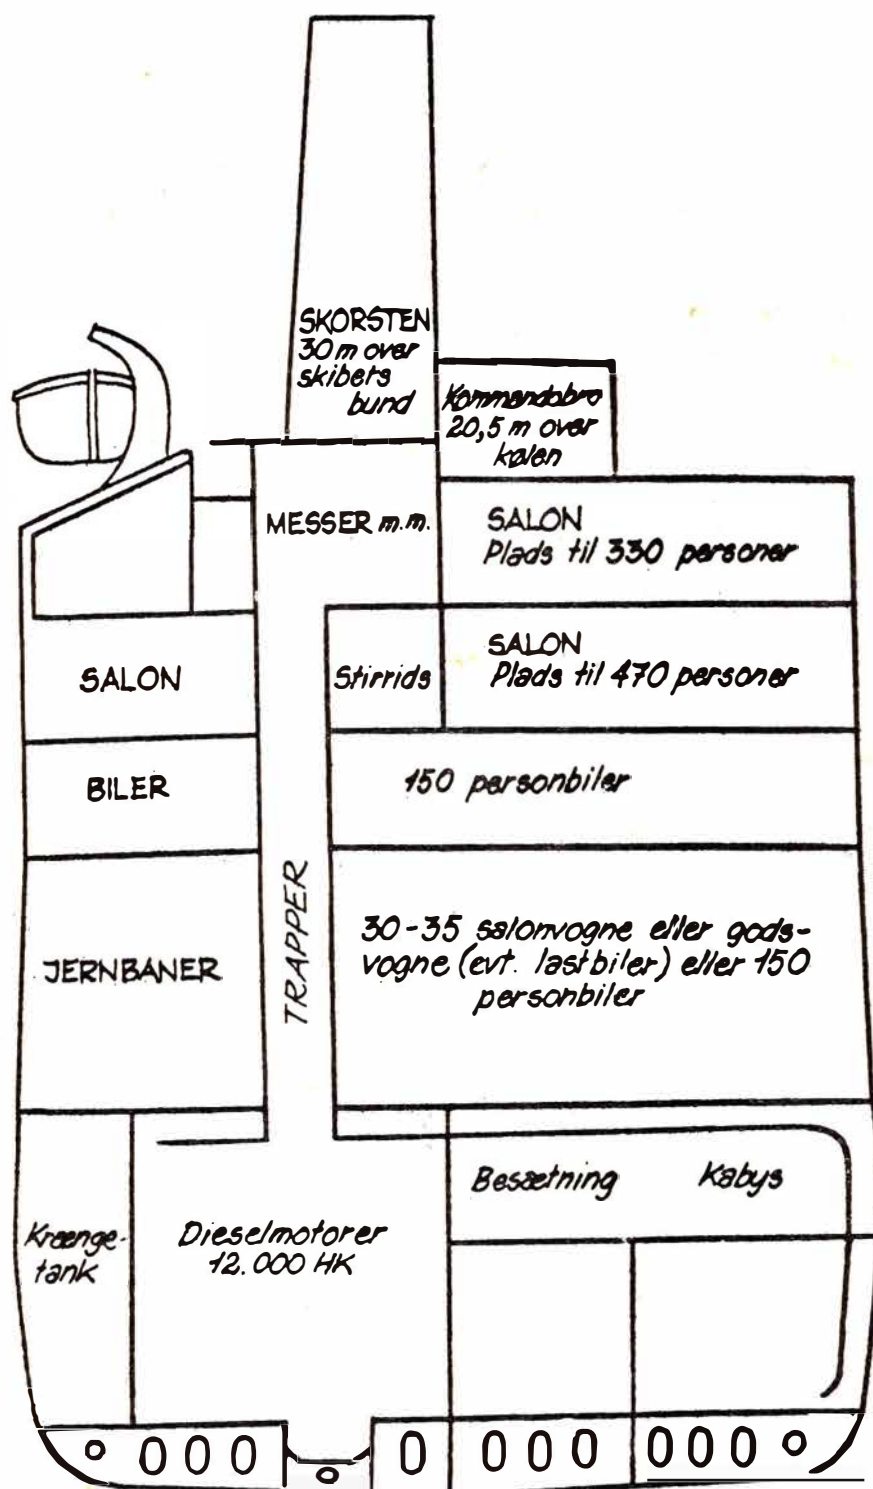 SKORSTEN
30 m over
skibets
bund
Kommandobro
20,5 m over
kølen
MESSER m.m.
SALON
Plads til 330 personer
SALON
Stirrids
SALON
Plads til 470 personer
BILER
150 personbiler
JERNBANER
TRAPPER
30-35 salonvogne eller gods-
vogne (evt. lastbiler) eller 150
personbiler
Besætning Kabys
Krænge-
tank
Dieselmotorer
12.000 HK